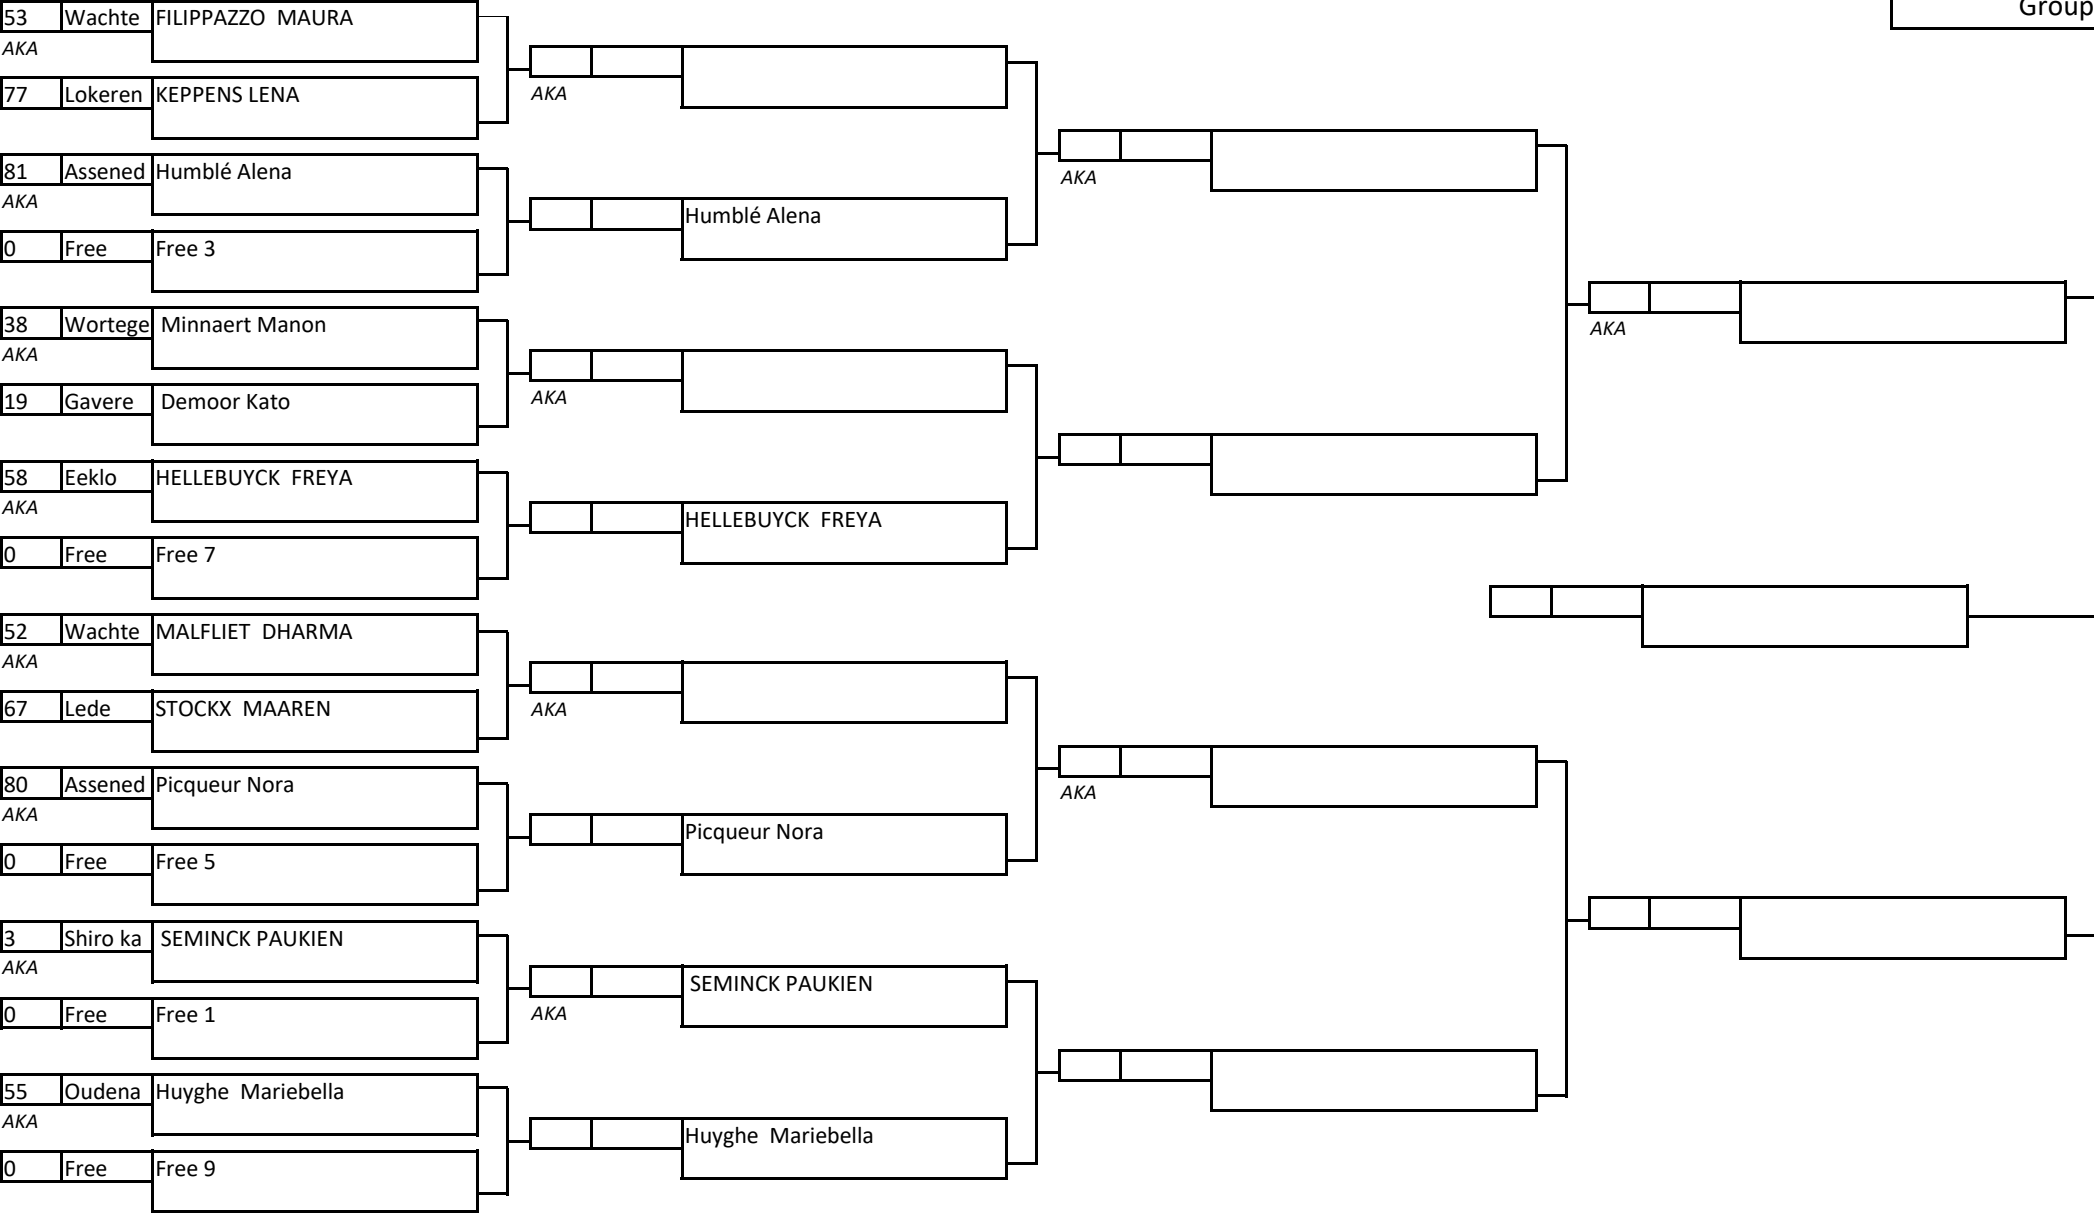 Group
53 Wachte FILIPPAZZO  MAURA
AKA
77 Lokeren KEPPENS LENA
AKA
81 Assened Humblé Alena
AKA
AKA
Humblé Alena
0 Free Free 3
38 Wortege Minnaert Manon
AKA
AKA
19 Gavere Demoor Kato
AKA
58 Eeklo HELLEBUYCK  FREYA
AKA
HELLEBUYCK  FREYA
0 Free Free 7
52 Wachte MALFLIET  DHARMA
AKA
67 Lede STOCKX  MAAREN
AKA
80 Assened Picqueur Nora
AKA
AKA
Picqueur Nora
0 Free Free 5
3 Shiro ka SEMINCK PAUKIEN
AKA
SEMINCK PAUKIEN
0 Free Free 1
AKA
55 Oudena Huyghe  Mariebella
AKA
Huyghe  Mariebella
0 Free Free 9